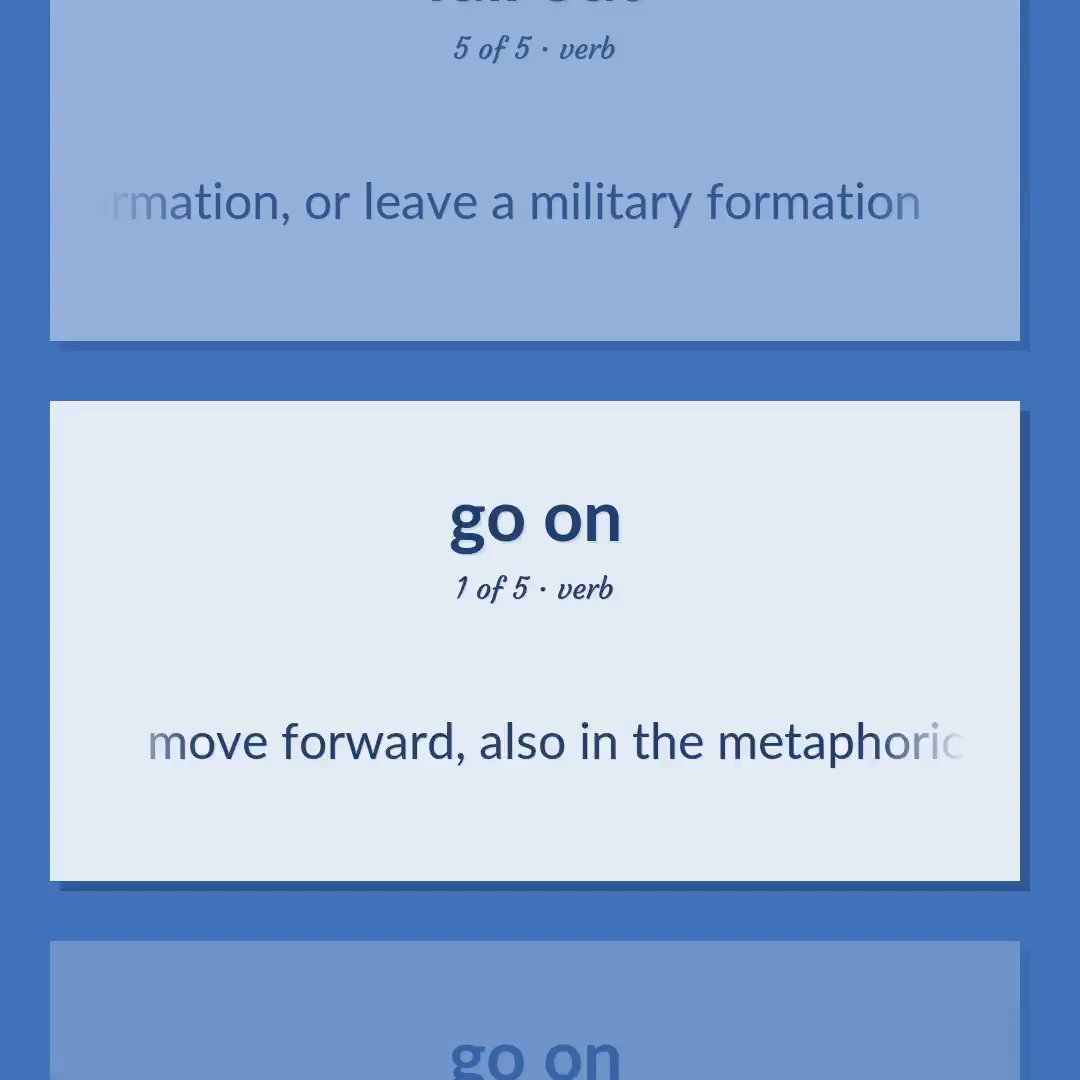 5 of 5 · verb
rmation, or leave a military formation
go on
1 of 5 · verb
move forward, also in the metaphoric
go on